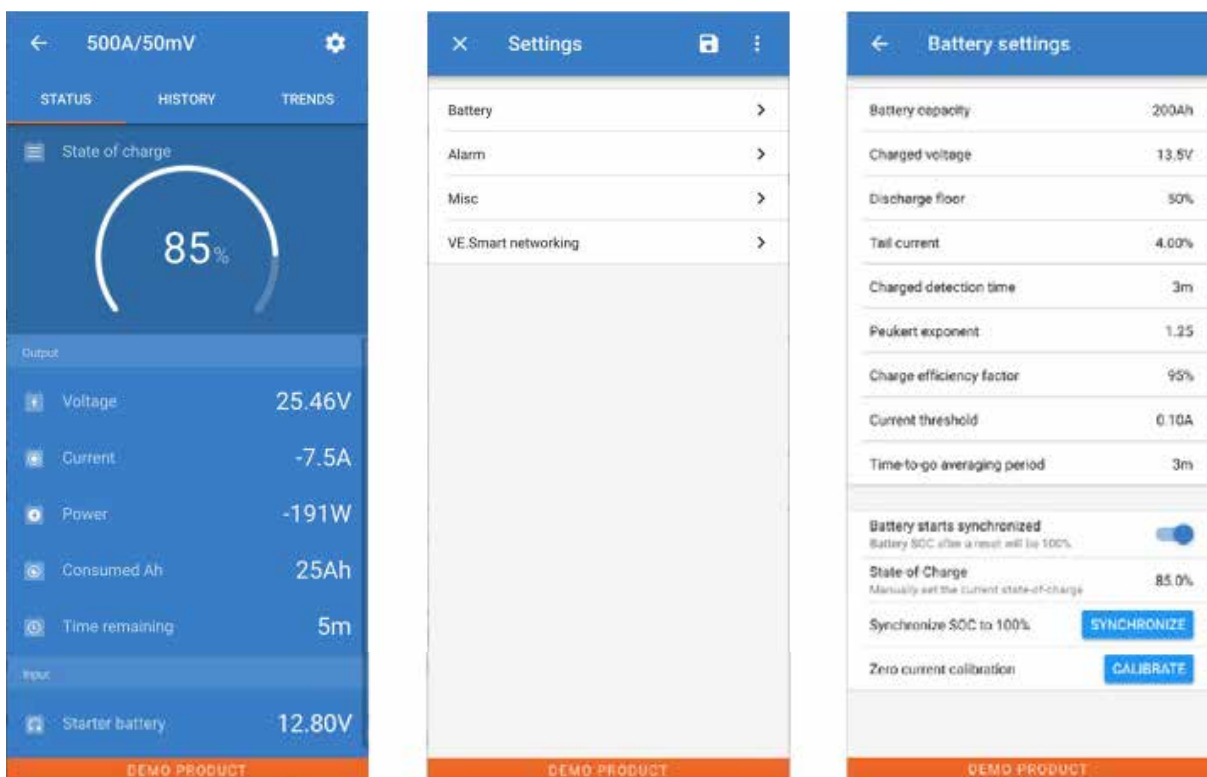 500A/50mV
STATUS HISTORY TRENDS
State of charge
85%
Output
Voltage 25.46V
Current -7.5A
Power -191W
Consumed Ah 25Ah
Time remaining 5m
Input
Starter battery 12.80V
DEMO PRODUCT
Settings
Battery
Alarm
Misc
VE.Smart networking
DEMO PRODUCT
Battery settings
Battery capacity 200Ah
Charged voltage 13.5V
Discharge floor 50%
Tail current 4.00%
Charged detection time 3m
Peukert exponent 1.25
Charge efficiency factor 95%
Current threshold 0.10A
Time-to-go averaging period 3m
Battery starts synchronized
Battery SOC after a reset will be 100%
State of Charge 85.0%
Manually set the current state-of-charge
Synchronize SOC to 100% SYNCHRONIZE
Zero current calibration CALIBRATE
DEMO PRODUCT